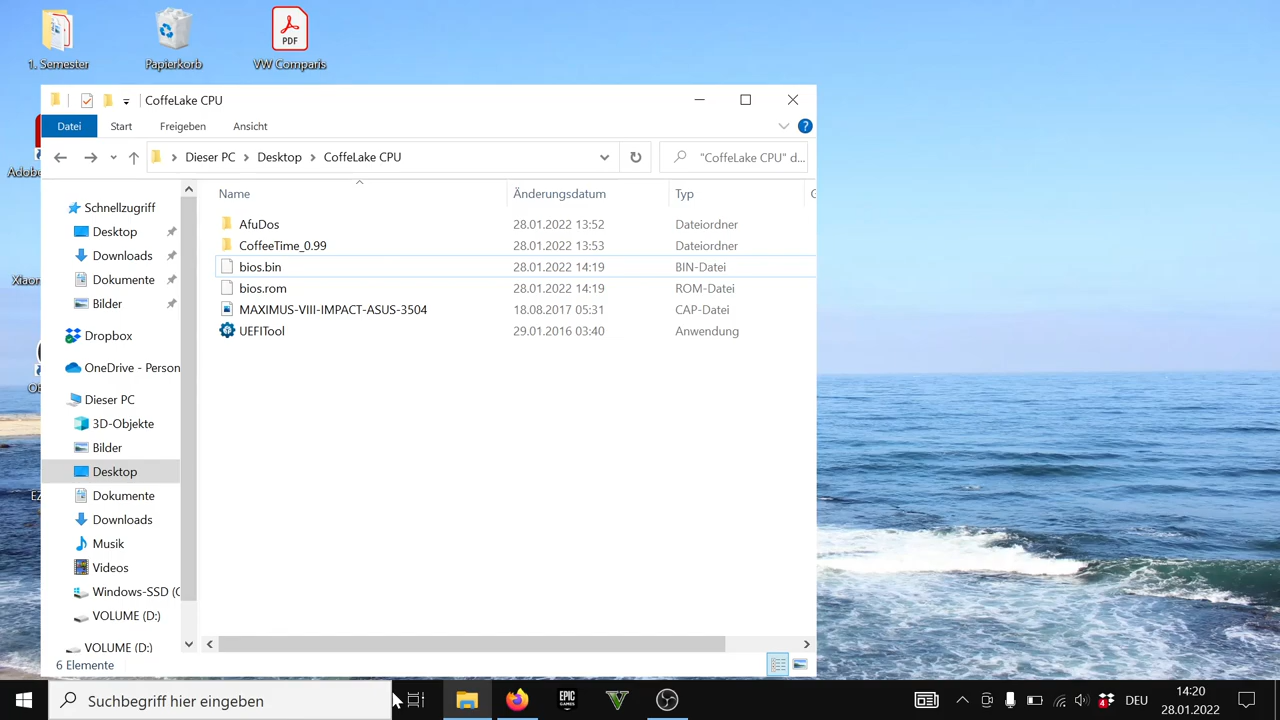 1. Semester
Papierkorb
PDF
VW Comparis
CoffeLake CPU
Datei
Start
Freigeben
Ansicht
?
Dieser PC
Desktop
CoffeLake CPU
"CoffeLake CPU" d...
Name
Änderungsdatum
Typ
Schnellzugriff
Desktop
Downloads
Dokumente
Bilder
Dropbox
OneDrive - Person
Dieser PC
3D-Objekte
Bilder
Desktop
Dokumente
Downloads
Musik
Videos
Windows-SSD (C
VOLUME (D:)
VOLUME (D:)
AfuDos 28.01.2022 13:52 Dateiordner
CoffeeTime_0.99 28.01.2022 13:53 Dateiordner
bios.bin 28.01.2022 14:19 BIN-Datei
bios.rom 28.01.2022 14:19 ROM-Datei
MAXIMUS-VIII-IMPACT-ASUS-3504 18.08.2017 05:31 CAP-Datei
UEFITool 29.01.2016 03:40 Anwendung
6 Elemente
Adobe
Xiaon
Suchbegriff hier eingeben
EPIC
GAMES
DEU
14:20
28.01.2022